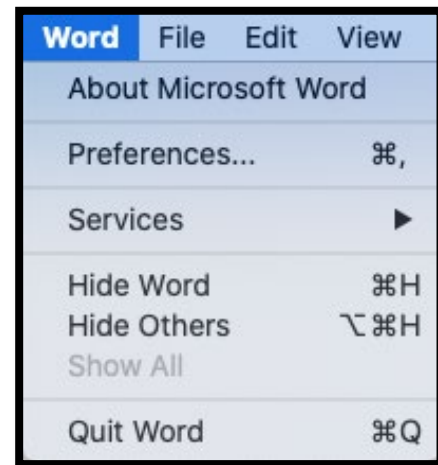 Word File Edit View
About Microsoft Word
Preferences... ⌘,
Services ▶
Hide Word ⌘H
Hide Others ⌥⌘H
Show All
Quit Word ⌘Q